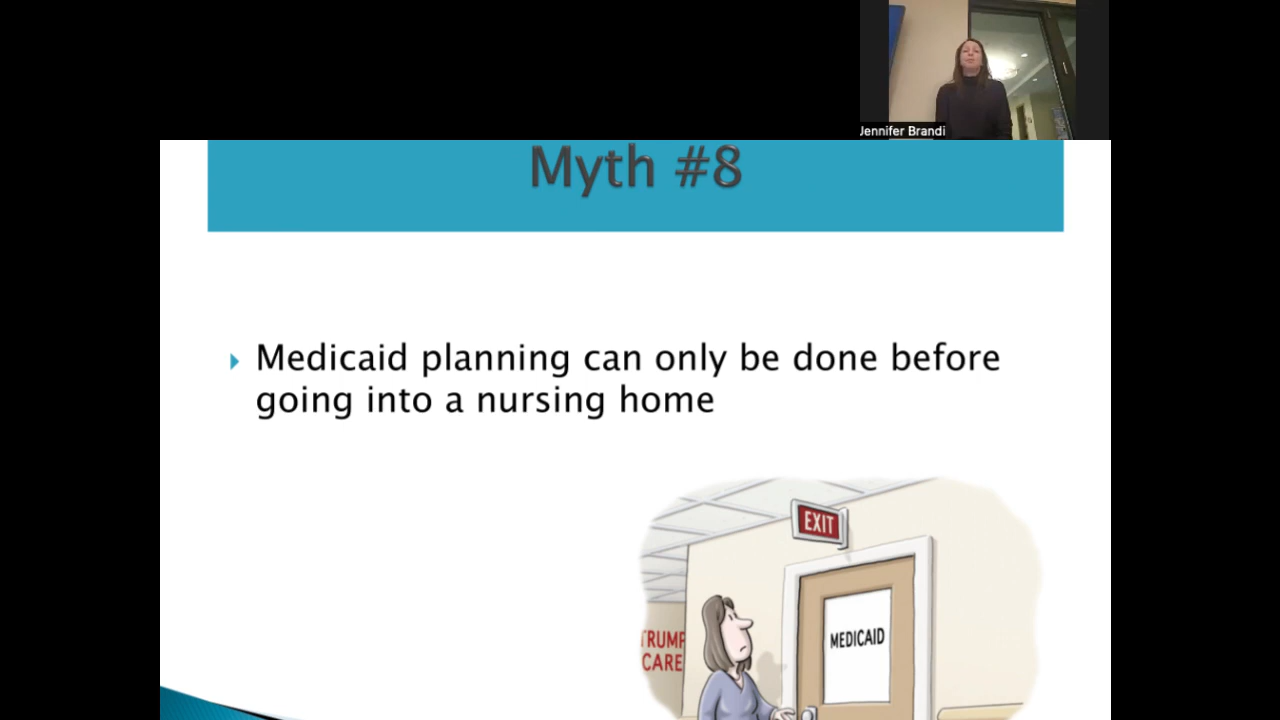 Jennifer Brandi
Myth #8
Medicaid planning can only be done before
going into a nursing home
EXIT
MEDICAID
TRUMP
CARE